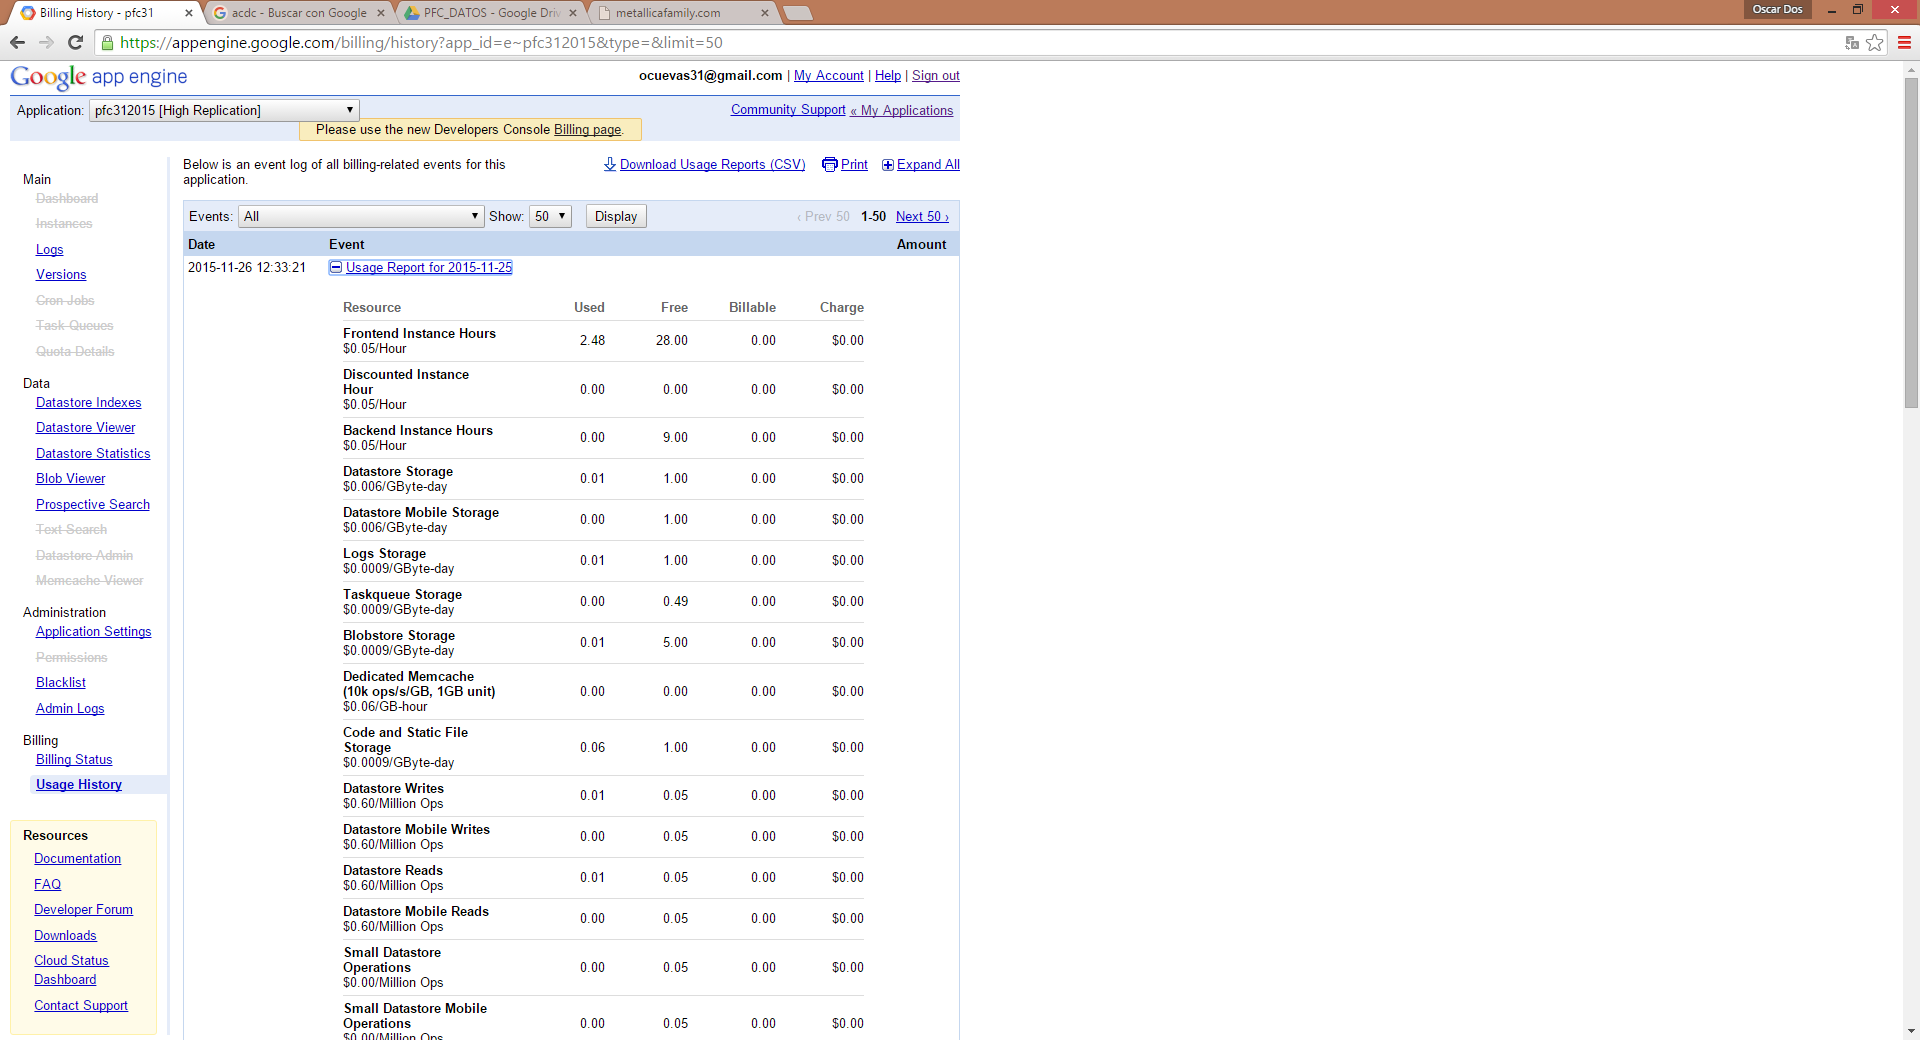 Billing History - pfc31
acdc - Buscar con Google
PFC_DATOS - Google Driv
metallicafamily.com
Oscar Dos
https://appengine.google.com/billing/history?app_id=e~pfc312015&type=&limit=50
Google app engine
ocuevas31@gmail.com | My Account | Help | Sign out
Application: pfc312015 [High Replication]
Community Support « My Applications
Please use the new Developers Console Billing page.
Main
Dashboard
Instances
Logs
Versions
Cron Jobs
Task Queues
Quota Details
Data
Datastore Indexes
Datastore Viewer
Datastore Statistics
Blob Viewer
Prospective Search
Text Search
Datastore Admin
Memcache Viewer
Administration
Application Settings
Permissions
Blacklist
Admin Logs
Billing
Billing Status
Usage History
Resources
Documentation
FAQ
Developer Forum
Downloads
Cloud Status
Dashboard
Contact Support
Below is an event log of all billing-related events for this
application.
Download Usage Reports (CSV) Print Expand All
Events: All Show: 50 Display ‹ Prev 50 1-50 Next 50 ›
Date Event Amount
2015-11-26 12:33:21 Usage Report for 2015-11-25
Resource Used Free Billable Charge
Frontend Instance Hours
$0.05/Hour
2.48 28.00 0.00 $0.00
Discounted Instance
Hour
$0.05/Hour
0.00 0.00 0.00 $0.00
Backend Instance Hours
$0.05/Hour
0.00 9.00 0.00 $0.00
Datastore Storage
$0.006/GByte-day
0.01 1.00 0.00 $0.00
Datastore Mobile Storage
$0.006/GByte-day
0.00 1.00 0.00 $0.00
Logs Storage
$0.0009/GByte-day
0.01 1.00 0.00 $0.00
Taskqueue Storage
$0.0009/GByte-day
0.00 0.49 0.00 $0.00
Blobstore Storage
$0.0009/GByte-day
0.01 5.00 0.00 $0.00
Dedicated Memcache
(10k ops/s/GB, 1GB unit)
$0.06/GB-hour
0.00 0.00 0.00 $0.00
Code and Static File
Storage
$0.0009/GByte-day
0.06 1.00 0.00 $0.00
Datastore Writes
$0.60/Million Ops
0.01 0.05 0.00 $0.00
Datastore Mobile Writes
$0.60/Million Ops
0.00 0.05 0.00 $0.00
Datastore Reads
$0.60/Million Ops
0.01 0.05 0.00 $0.00
Datastore Mobile Reads
$0.60/Million Ops
0.00 0.05 0.00 $0.00
Small Datastore
Operations
$0.00/Million Ops
0.00 0.05 0.00 $0.00
Small Datastore Mobile
Operations
$0.00/Million Ops
0.00 0.05 0.00 $0.00